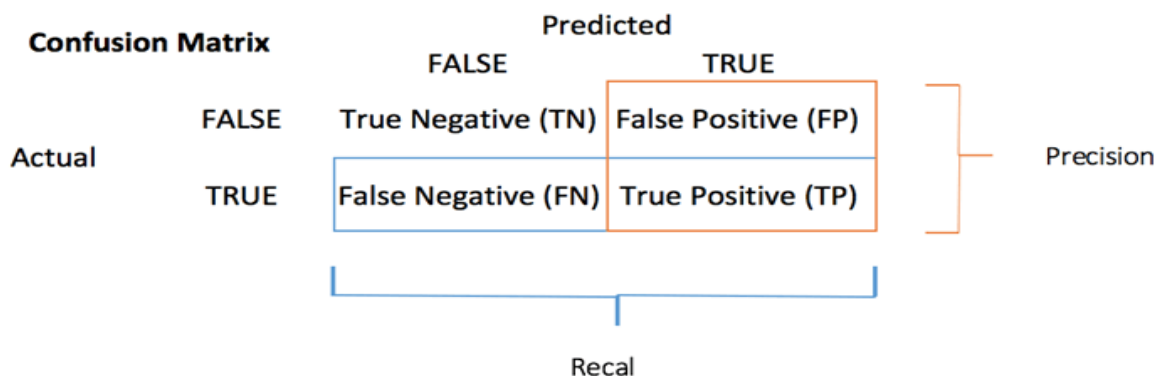 Predicted
Confusion Matrix
FALSE TRUE
FALSE True Negative (TN) False Positive (FP)
Actual
Precision
TRUE False Negative (FN) True Positive (TP)
Recal